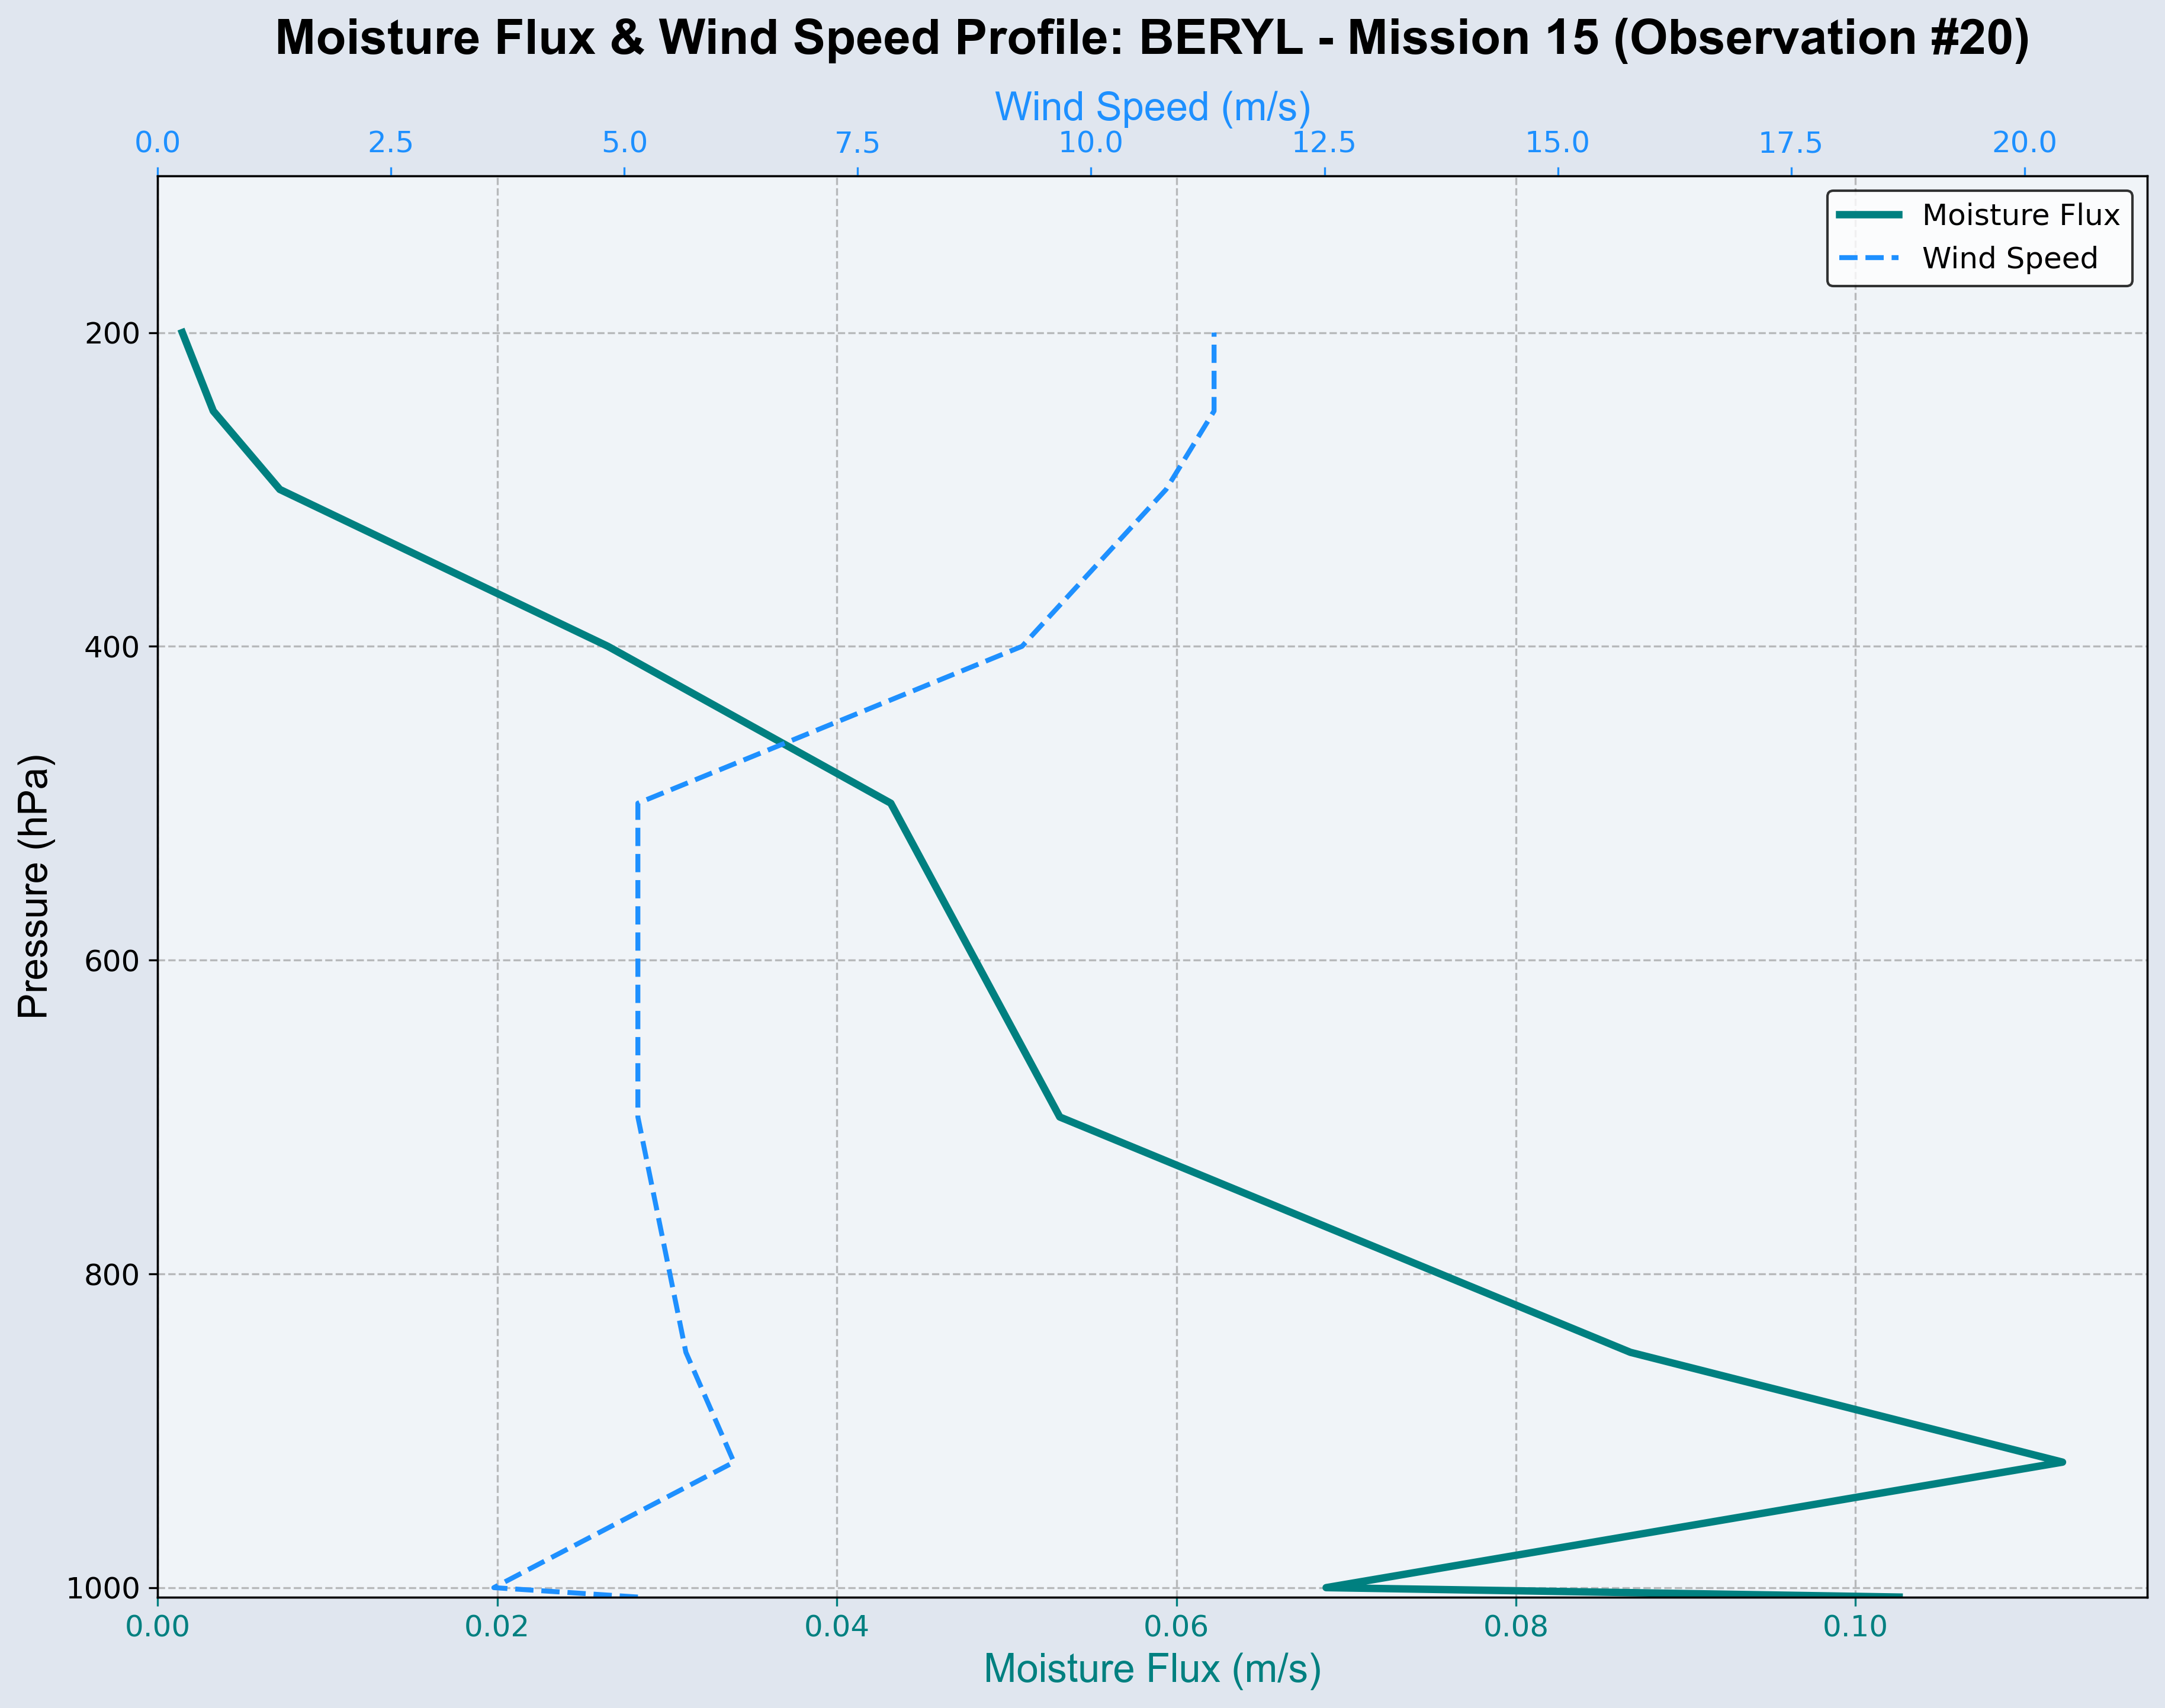 Moisture Flux & Wind Speed Profile: BERYL - Mission 15 (Observation #20)
Wind Speed (m/s)
0.0 2.5 5.0 7.5 10.0 12.5 15.0 17.5 20.0
Moisture Flux
Wind Speed
200
400
600
800
1000
Pressure (hPa)
0.00 0.02 0.04 0.06 0.08 0.10
Moisture Flux (m/s)